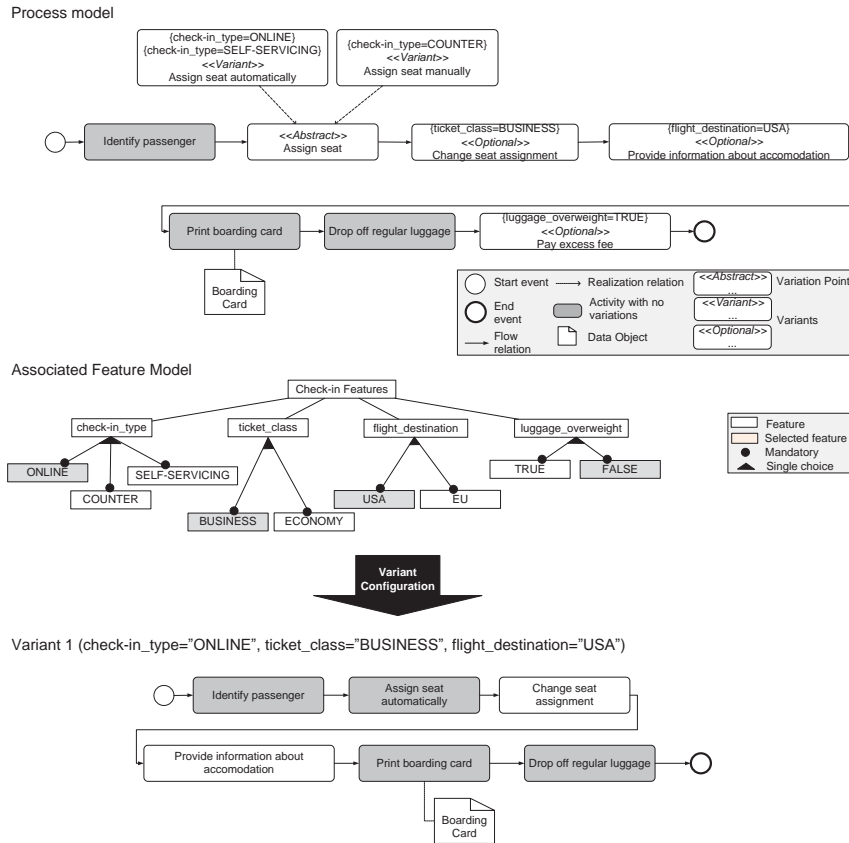 Process model
{check-in_type=ONLINE}
{check-in_type=SELF-SERVICING}
<<Variant>>
Assign seat automatically
{check-in_type=COUNTER}
<<Variant>>
Assign seat manually
Identify passenger
<<Abstract>>
Assign seat
{ticket_class=BUSINESS}
<<Optional>>
Change seat assignment
{flight_destination=USA}
<<Optional>>
Provide information about accomodation
Print boarding card
Drop off regular luggage
{luggage_overweight=TRUE}
<<Optional>>
Pay excess fee
Boarding
Card
Start event
Realization relation
<<Abstract>>
...
Variation Point
End
event
Activity with no
variations
<<Variant>>
...
Variants
Flow
relation
Data Object
<<Optional>>
...
Associated Feature Model
Check-in Features
check-in_type
ticket_class
flight_destination
luggage_overweight
ONLINE
SELF-SERVICING
COUNTER
BUSINESS
ECONOMY
USA
EU
TRUE
FALSE
Feature
Selected feature
Mandatory
Single choice
Variant
Configuration
Variant 1 (check-in_type=”ONLINE”, ticket_class=”BUSINESS”, flight_destination=”USA”)
Identify passenger
Assign seat
automatically
Change seat
assignment
Provide information about
accomodation
Print boarding card
Drop off regular luggage
Boarding
Card